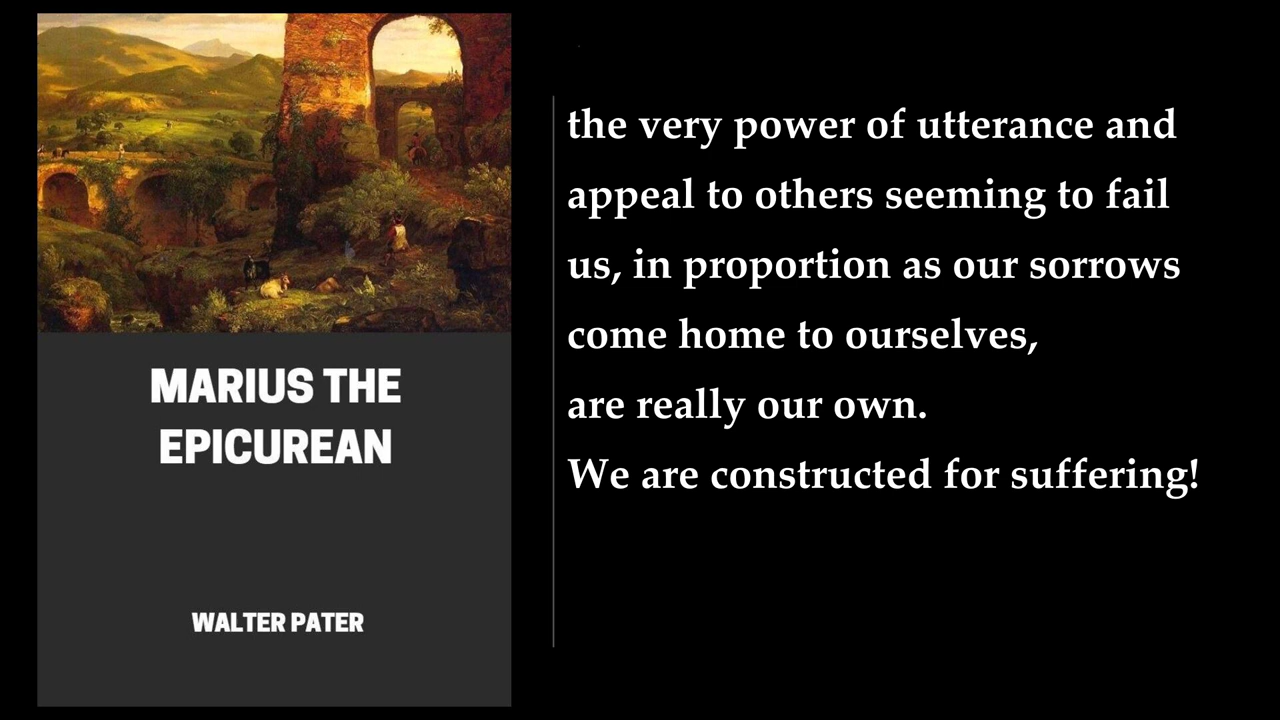 MARIUS THE
EPICUREAN
WALTER PATER
the very power of utterance and
appeal to others seeming to fail
us, in proportion as our sorrows
come home to ourselves,
are really our own.
We are constructed for suffering!